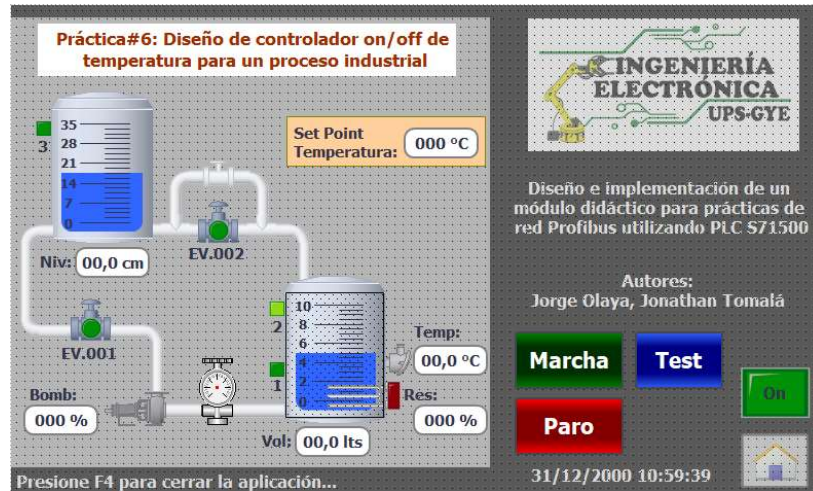 Práctica#6: Diseño de controlador on/off de
temperatura para un proceso industrial
INGENIERÍA
ELECTRÓNICA
UPS-GYE
35
28
21
14
7
0
3
Set Point
Temperatura:
000 °C
Diseño e implementación de un
módulo didáctico para prácticas de
red Profibus utilizando PLC S71500
Niv: 00,0 cm
EV.002
Autores:
Jorge Olaya, Jonathan Tomalá
10
8
6
4
2
0
2
1
EV.001
Temp:
00,0 °C
Marcha
Test
On
Bomb:
000 %
Res:
000 %
Paro
Vol: 00,0 lts
31/12/2000 10:59:39
Presione F4 para cerrar la aplicación...